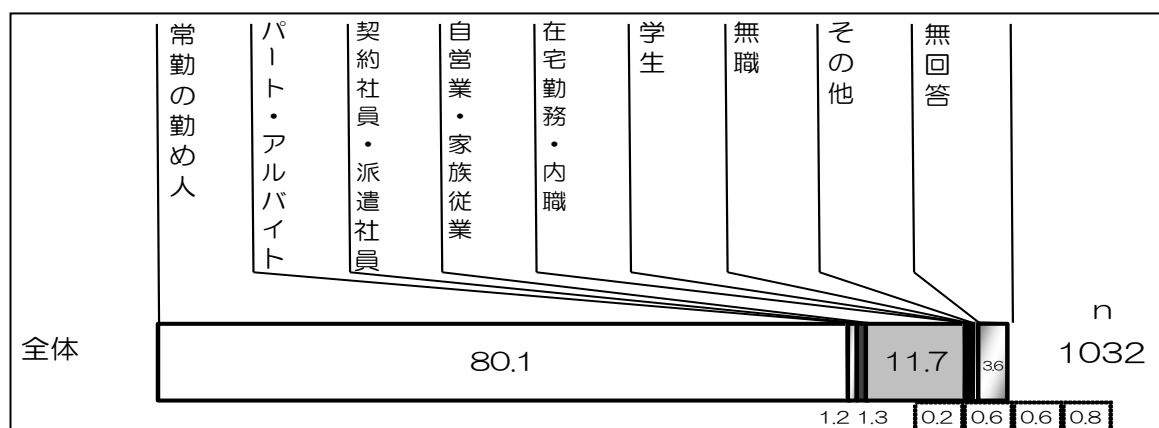 常勤の勤め人
パート・アルバイト
契約社員・派遣社員
自営業・家族従業
在宅勤務・内職
学生
無職
その他
無回答
n
全体
80.1
11.7
3.6
1032
1.2
1.3
0.2
0.6
0.6
0.8